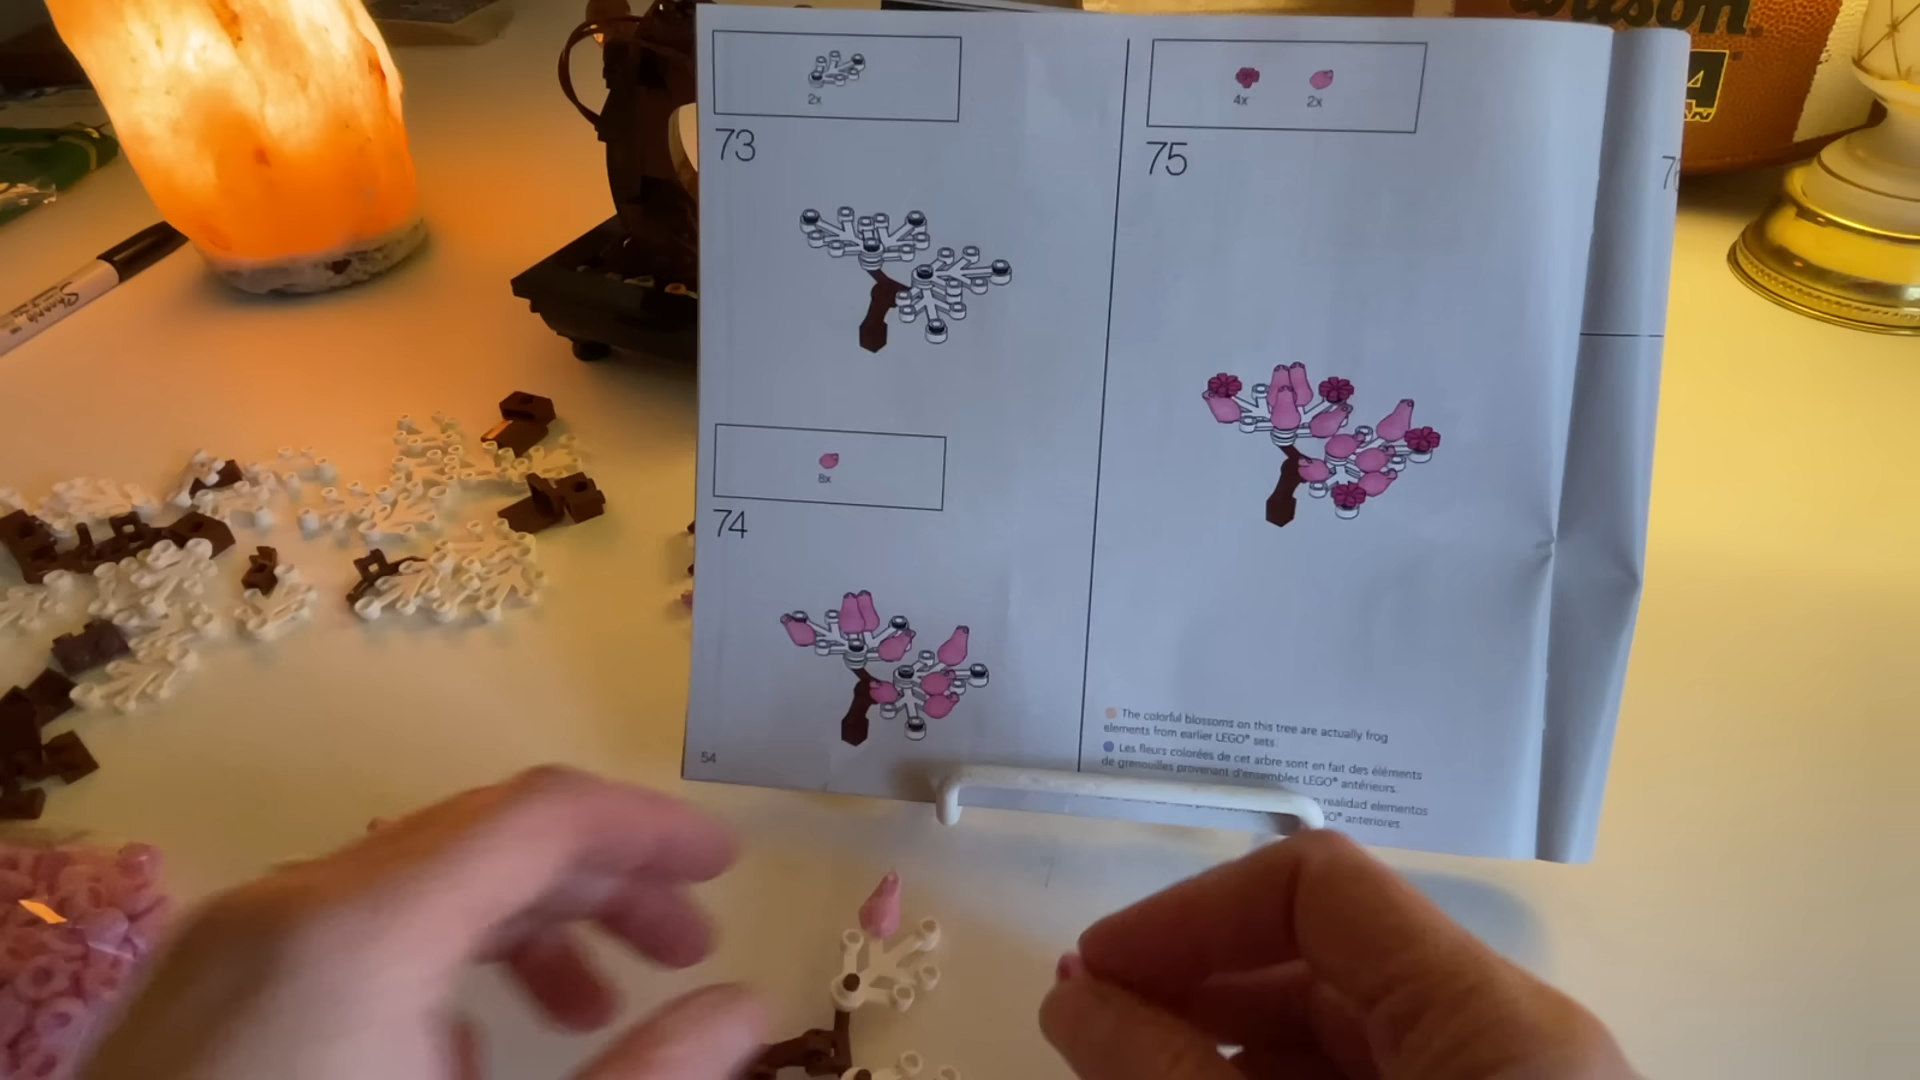 2x
73
8x
74
54
4x 2x
75
The colorful blossoms on this tree are actually frog
elements from earlier LEGO® sets.
Les fleurs colorées de cet arbre sont en fait des éléments
de grenouilles provenant d'ensembles LEGO® antérieurs.
realidad elementos
anteriores.
Wilson
Sharpie